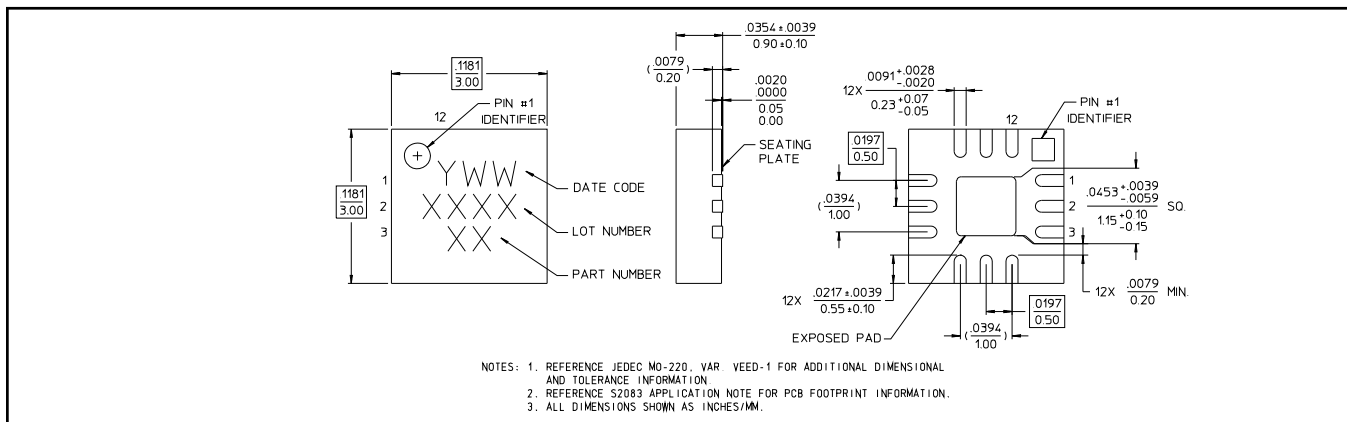 .1181
3.00
PIN #1
IDENTIFIER
12
.1181
3.00
1
2
3
YWW
XXXX
XX
DATE CODE
LOT NUMBER
PART NUMBER
.0354 ±.0039
0.90 ±0.10
(.0079
0.20)
.0020
.0000
0.05
0.00
SEATING
PLATE
12X .0091 +.0028
-.0020
0.23 +0.07
-0.05
12
PIN #1
IDENTIFIER
.0197
0.50
(.0394
1.00)
1
2
3
.0453 +.0039
-.0059 SQ.
1.15 +0.10
-0.15
12X .0217 ±.0039
0.55 ±0.10
12X .0079 MIN.
0.20
.0197
0.50
EXPOSED PAD
(.0394
1.00)
NOTES: 1. REFERENCE JEDEC MO-220, VAR. VEED-1 FOR ADDITIONAL DIMENSIONAL
AND TOLERANCE INFORMATION.
2. REFERENCE S2083 APPLICATION NOTE FOR PCB FOOTPRINT INFORMATION.
3. ALL DIMENSIONS SHOWN AS INCHES/MM.